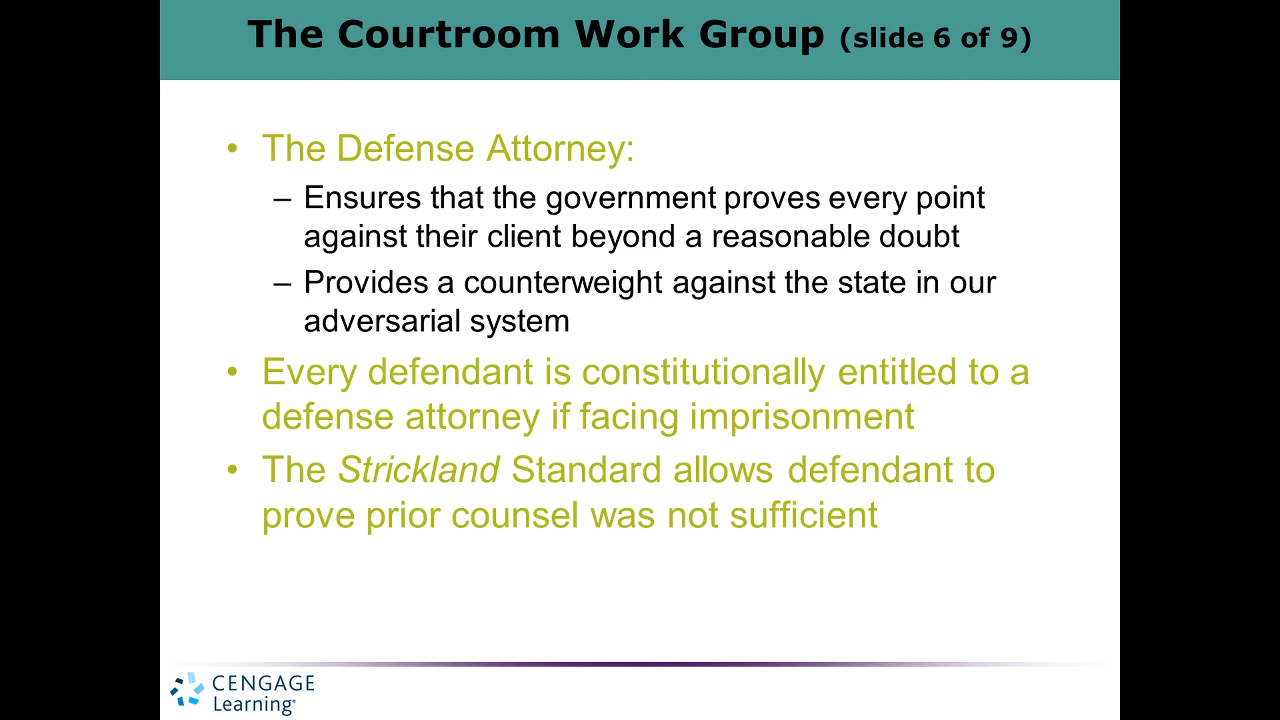 The Courtroom Work Group (slide 6 of 9)
• The Defense Attorney:
– Ensures that the government proves every point
against their client beyond a reasonable doubt
– Provides a counterweight against the state in our
adversarial system
• Every defendant is constitutionally entitled to a
defense attorney if facing imprisonment
• The Strickland Standard allows defendant to
prove prior counsel was not sufficient
CENGAGE
Learning®